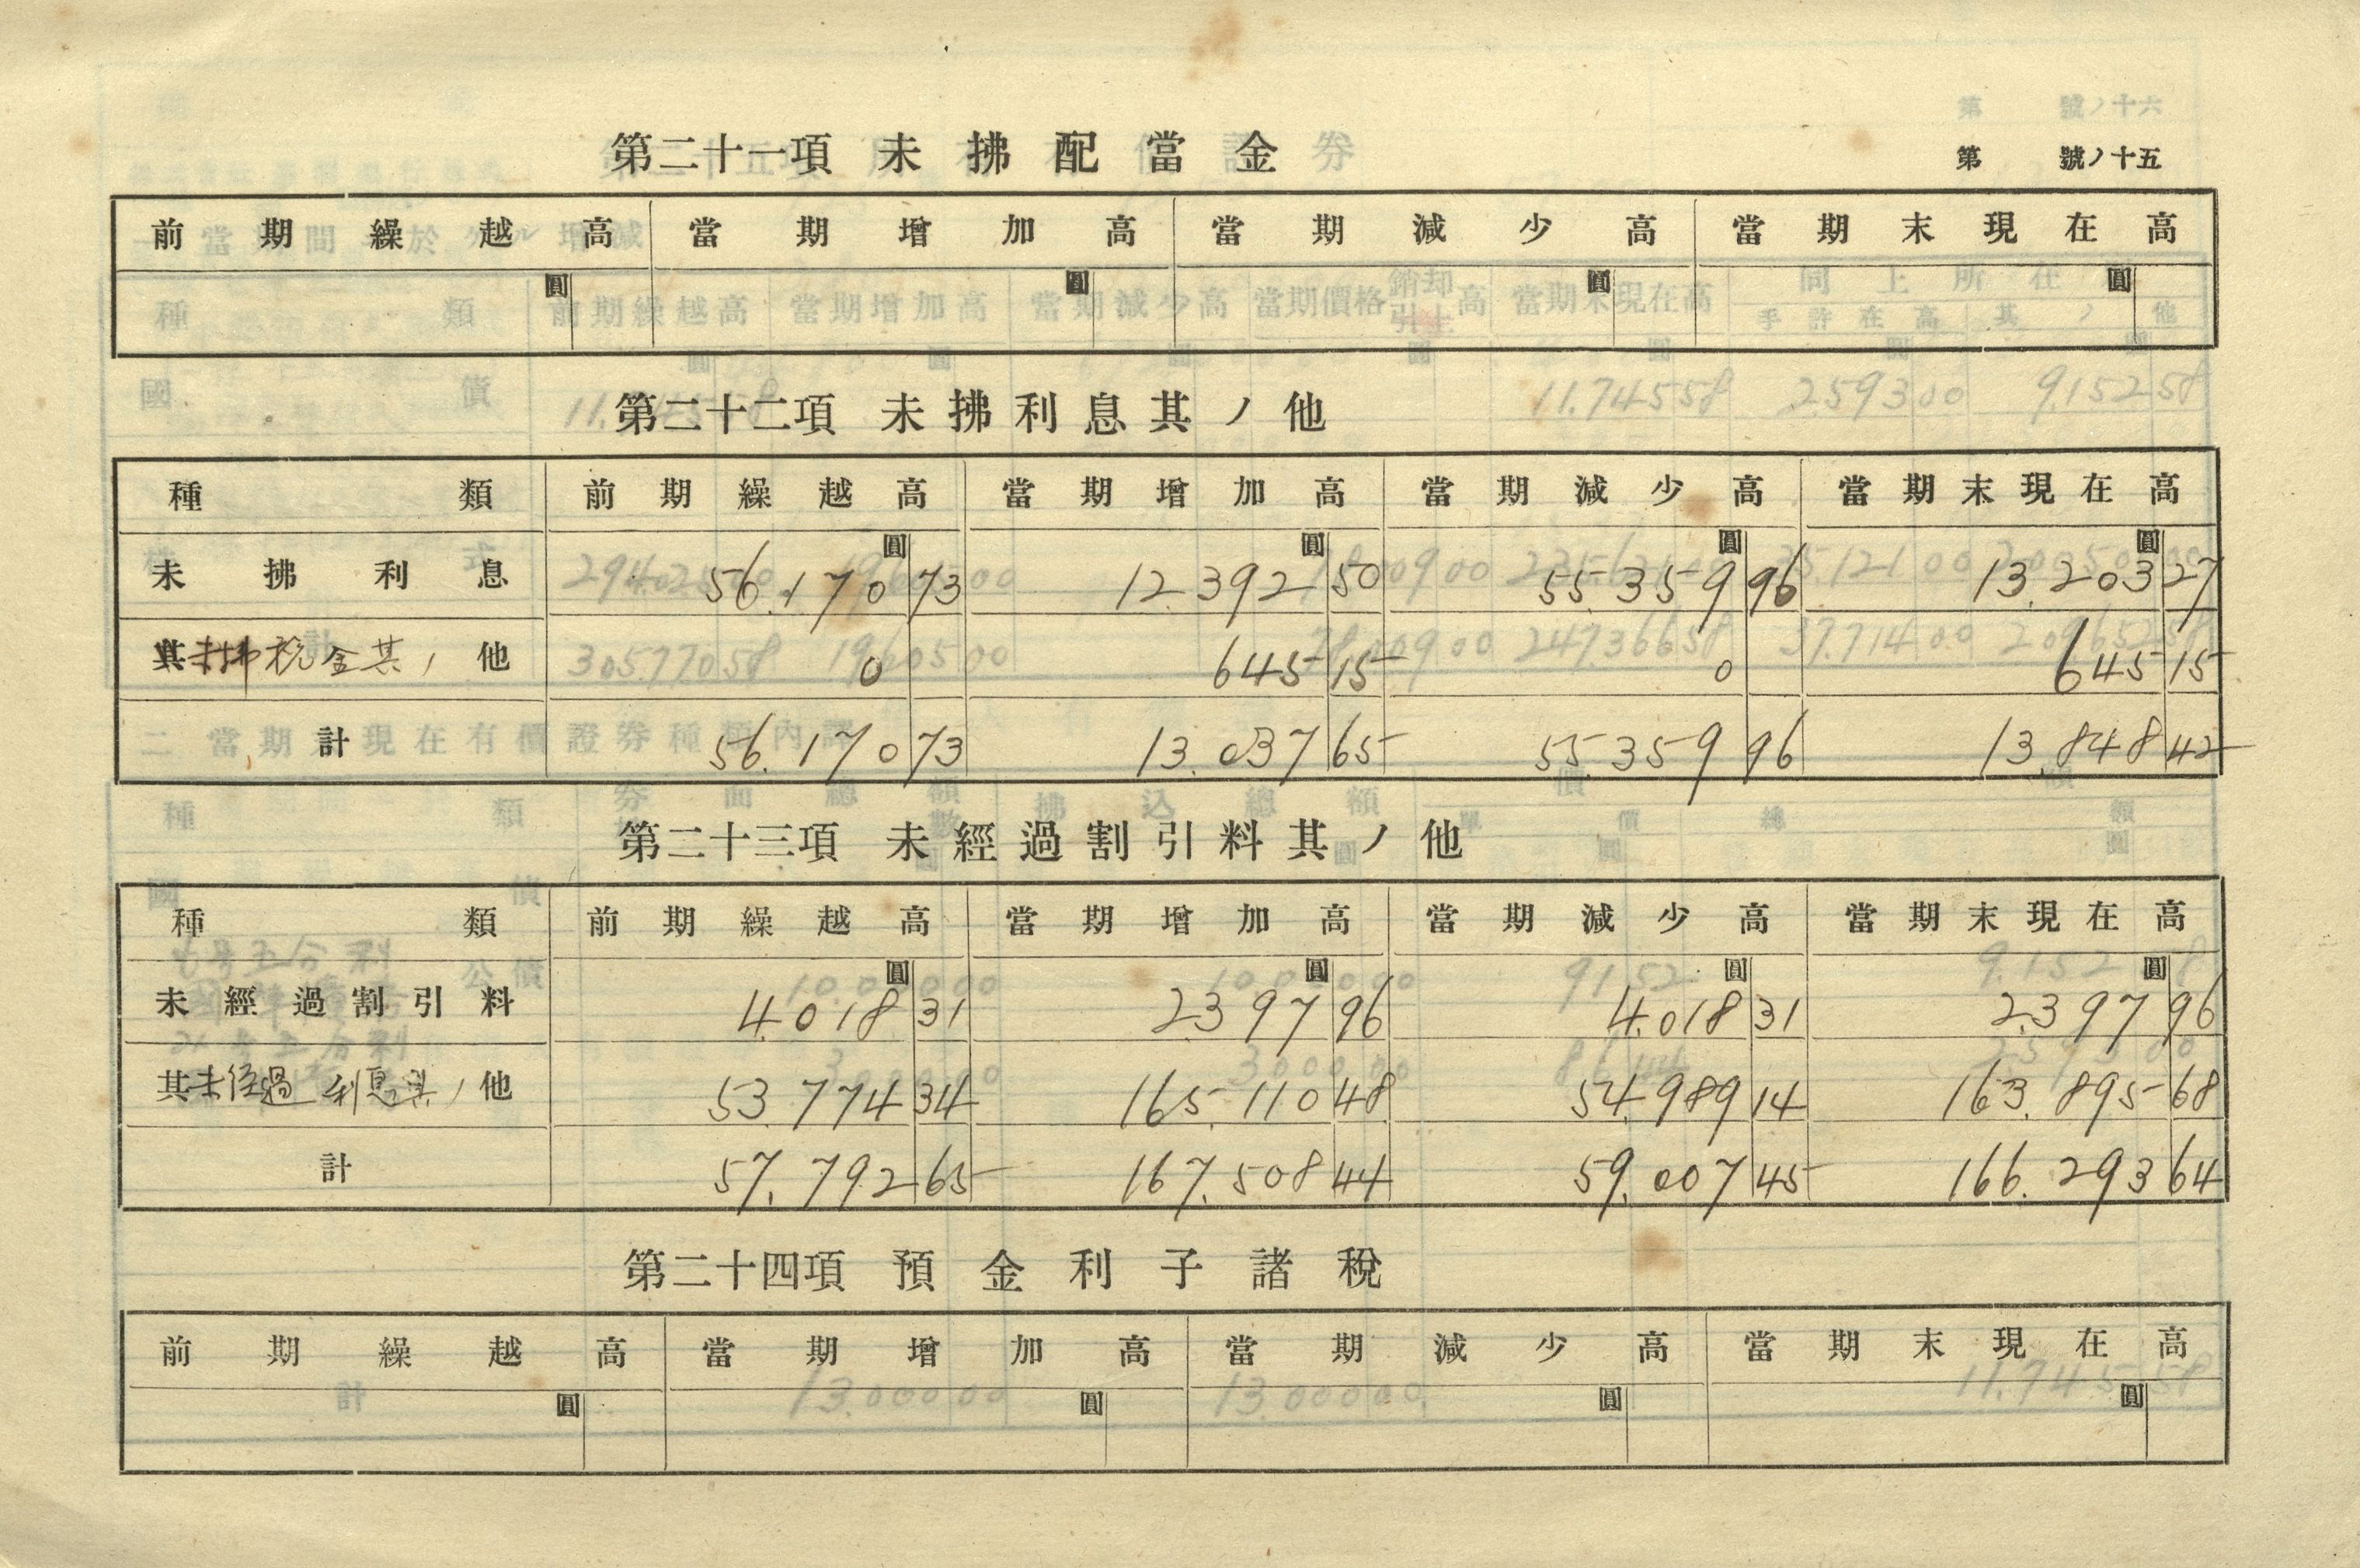 第　號ノ十五
第二十一項 未拂配當金
前期繰越高 當期增加高 當期減少高 當期末現在高
圓 圓 圓 圓
第二十二項 未拂利息其ノ他
種類 前期繰越高 當期增加高 當期減少高 當期末現在高
圓 圓 圓 圓
未拂利息 56.170 73 12.392 50 55.359 96 13.203 27
其未拂税金其ノ他 0 645 15 0 645 15
計 56.170 73 13.037 65 55.359 96 13.848 42
第二十三項 未經過割引料其ノ他
種類 前期繰越高 當期增加高 當期減少高 當期末現在高
圓 圓 圓 圓
未經過割引料 4.018 31 2.397 96 4.018 31 2.397 96
其未経過利息其ノ他 53.774 34 165.110 48 54.989 14 163.895 68
計 57.792 65 167.508 44 59.007 45 166.293 64
第二十四項 預金利子諸稅
前期繰越高 當期增加高 當期減少高 當期末現在高
圓 圓 圓 圓